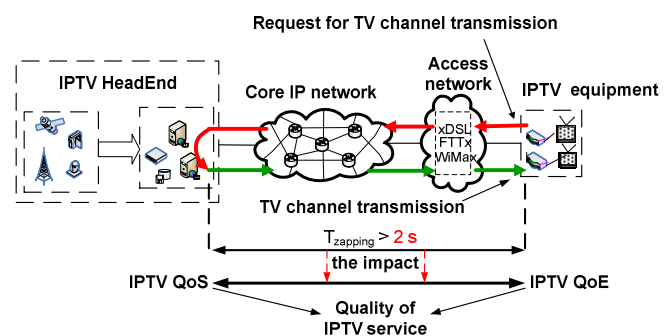 Request for TV channel transmission
IPTV HeadEnd
Core IP network
Access
network
IPTV equipment
xDSL
FTTx
WiMax
TV channel transmission
Tzapping > 2 s
the impact
IPTV QoS
IPTV QoE
Quality of
IPTV service